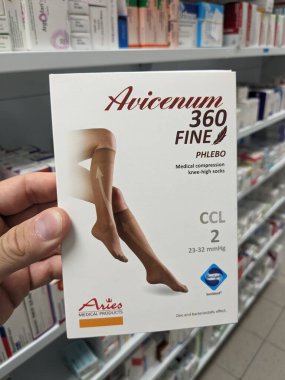 Avicenum
360
FINE
PHLEBO
Medical compression
knee-high socks
CCL
2
23-32 mmHg
Aries
MEDICAL PRODUCTS